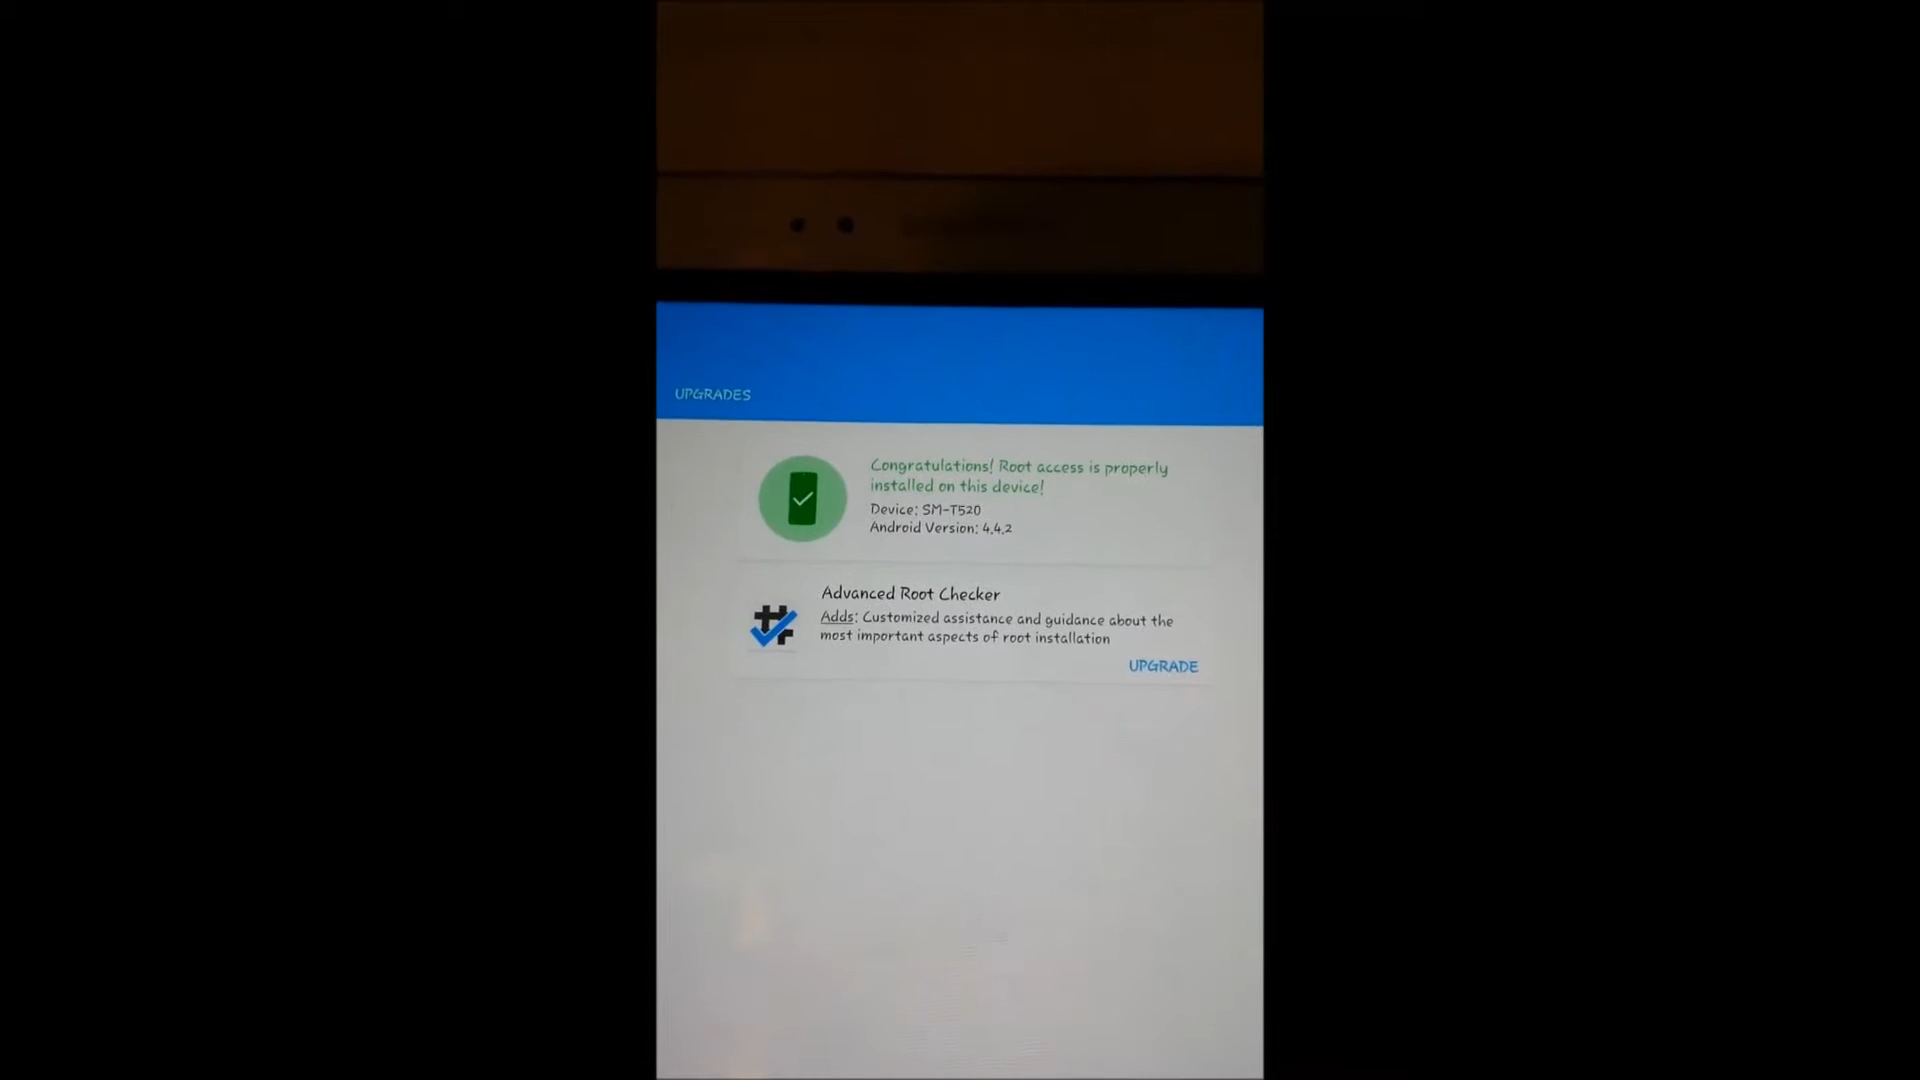 UPGRADES
Congratulations! Root access is properly
installed on this device!
Device: SM-T520
Android Version: 4.4.2
Advanced Root Checker
Adds: Customized assistance and guidance about the
most important aspects of root installation
UPGRADE